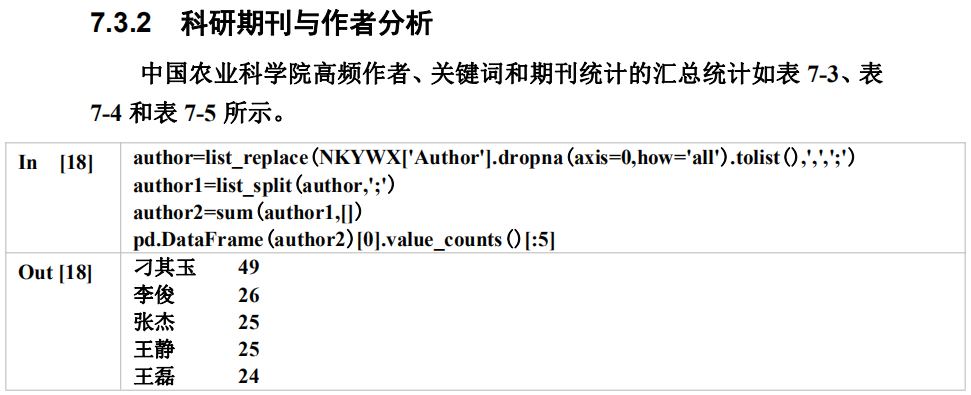 7.3.2 科研期刊与作者分析
中国农业科学院高频作者、关键词和期刊统计的汇总统计如表 7-3、表
7-4 和表 7-5 所示。
In [18]
author=list_replace(NKYWX['Author'].dropna(axis=0,how='all').tolist(),',',';')
author1=list_split(author,';')
author2=sum(author1,[])
pd.DataFrame(author2)[0].value_counts()[:5]
Out [18]
刁其玉 49
李俊 26
张杰 25
王静 25
王磊 24